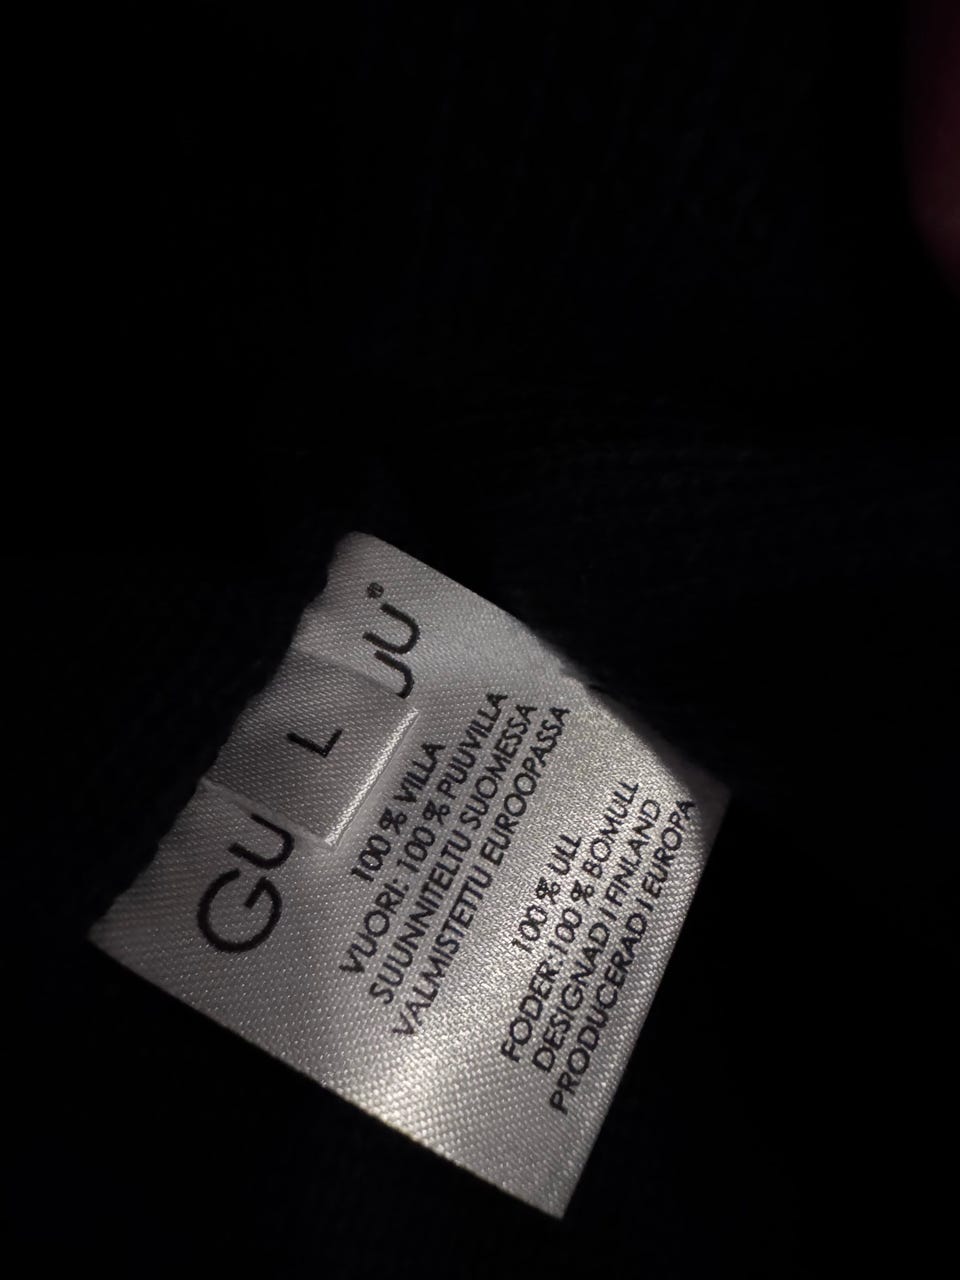 GU L JU®
100 % VILLA
VUORI: 100 % PUUVILLA
SUUNNITELTU SUOMESSA
VALMISTETTU EUROOPASSA
100 % ULL
FODER:100 % BOMULL
DESIGNAD I FINLAND
PRODUCERAD I EUROPA